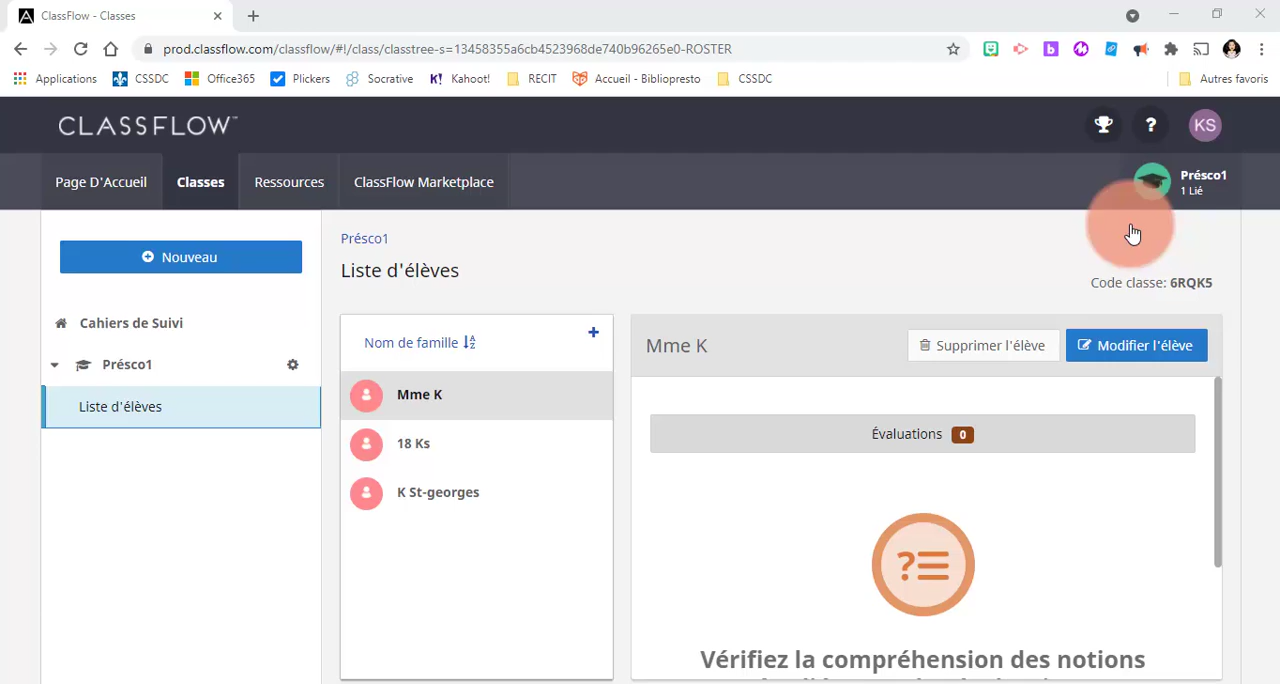 ClassFlow - Classes
prod.classflow.com/classflow/#!/class/classtree-s=13458355a6cb4523968de740b96265e0-ROSTER
Applications CSSDC Office365 Plickers Socrative K! Kahoot! RECIT Accueil - Bibliopresto CSSDC Autres favoris
CLASSFLOW™
? KS
Page D'Accueil Classes Ressources ClassFlow Marketplace
Présco1
1 Lié
Nouveau
Cahiers de Suivi
Présco1
Liste d'élèves
Présco1
Liste d'élèves
Code classe: 6RQK5
Nom de famille
Mme K
18 Ks
K St-georges
Mme K
Supprimer l'élève
Modifier l'élève
Évaluations 0
Vérifiez la compréhension des notions